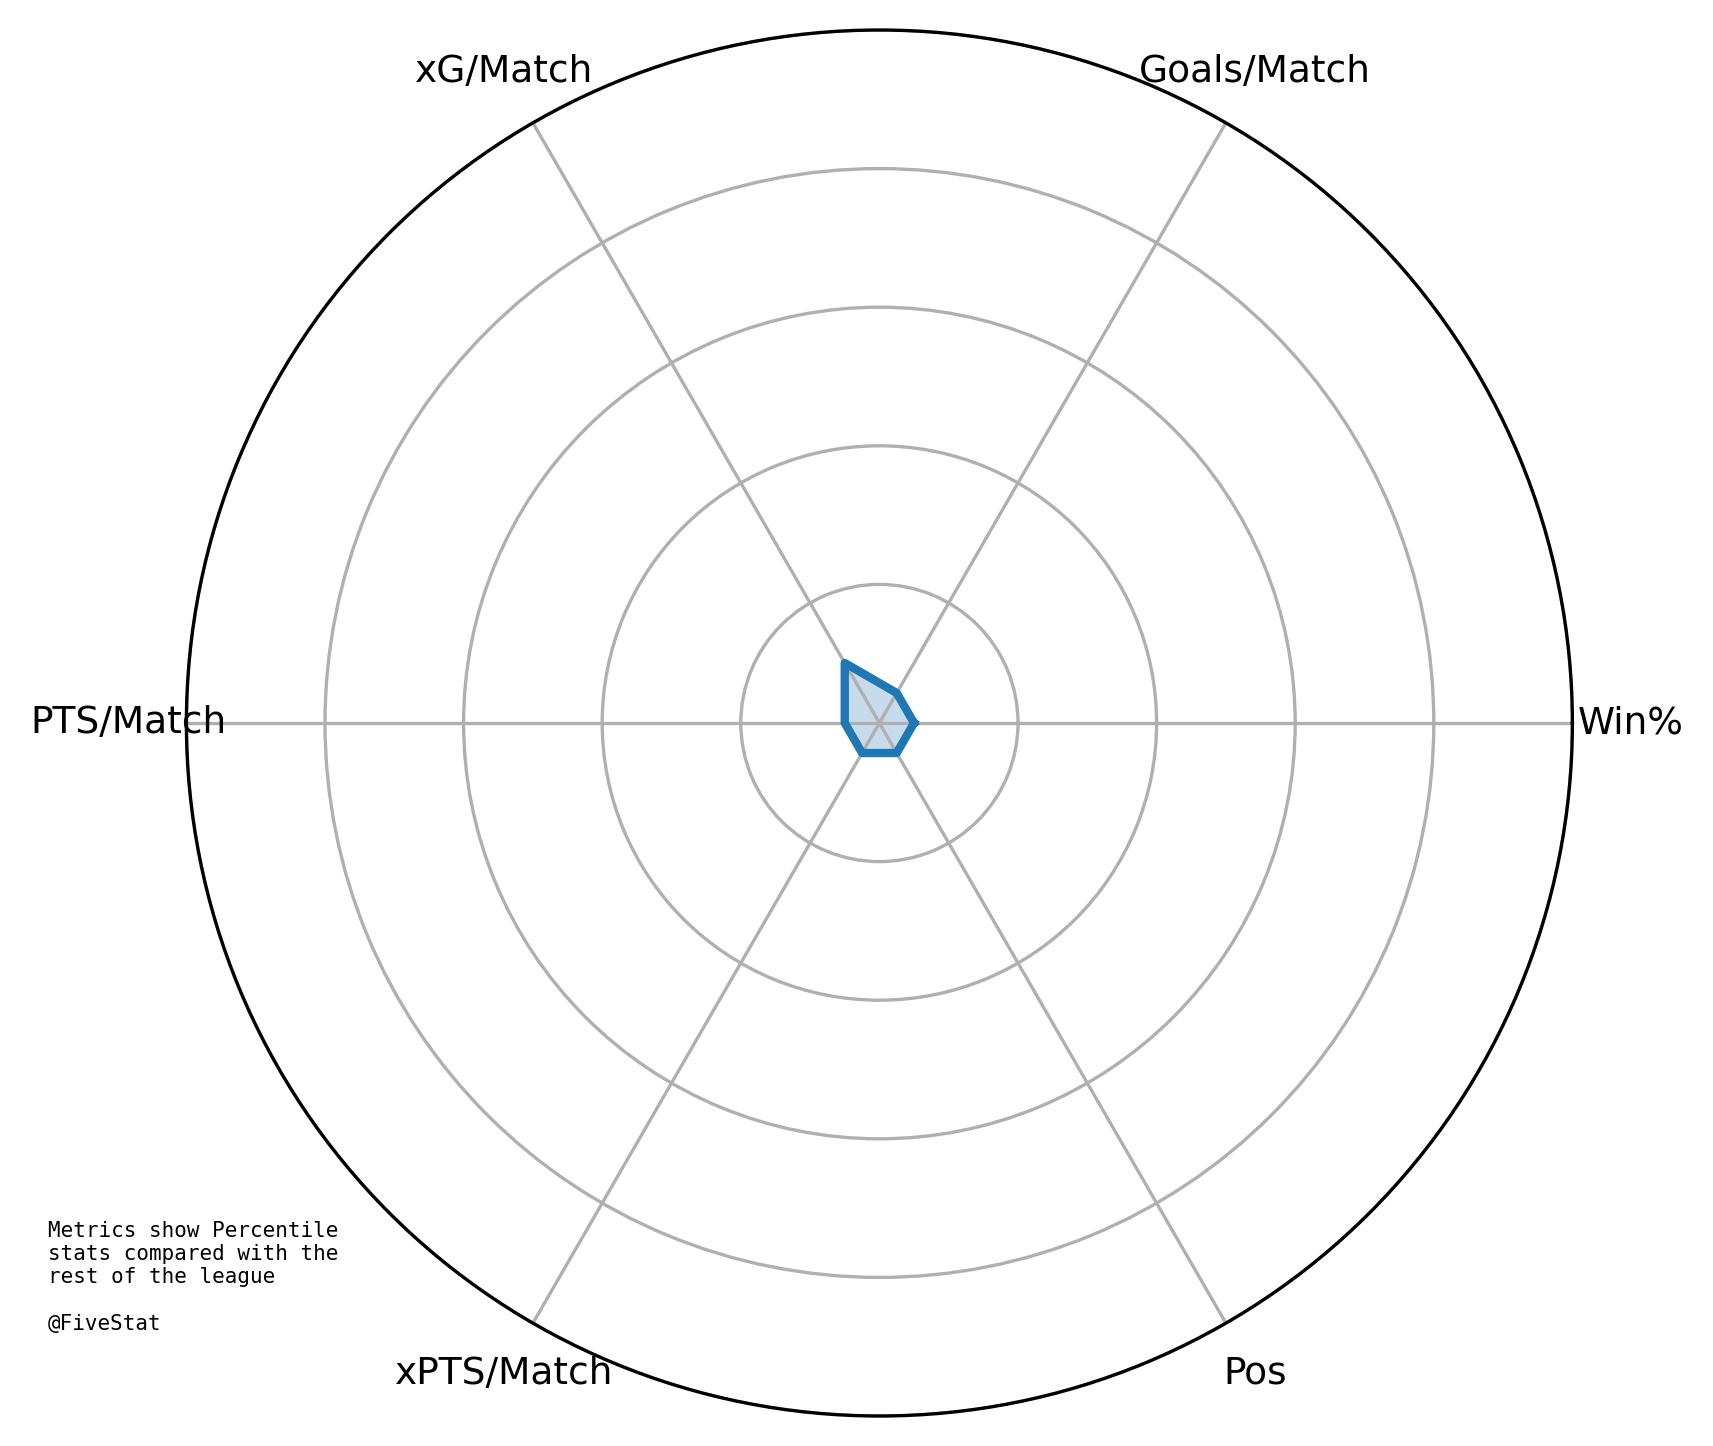 xG/Match
Goals/Match
PTS/Match
Win%
Metrics show Percentile
stats compared with the
rest of the league
@FiveStat
xPTS/Match
Pos